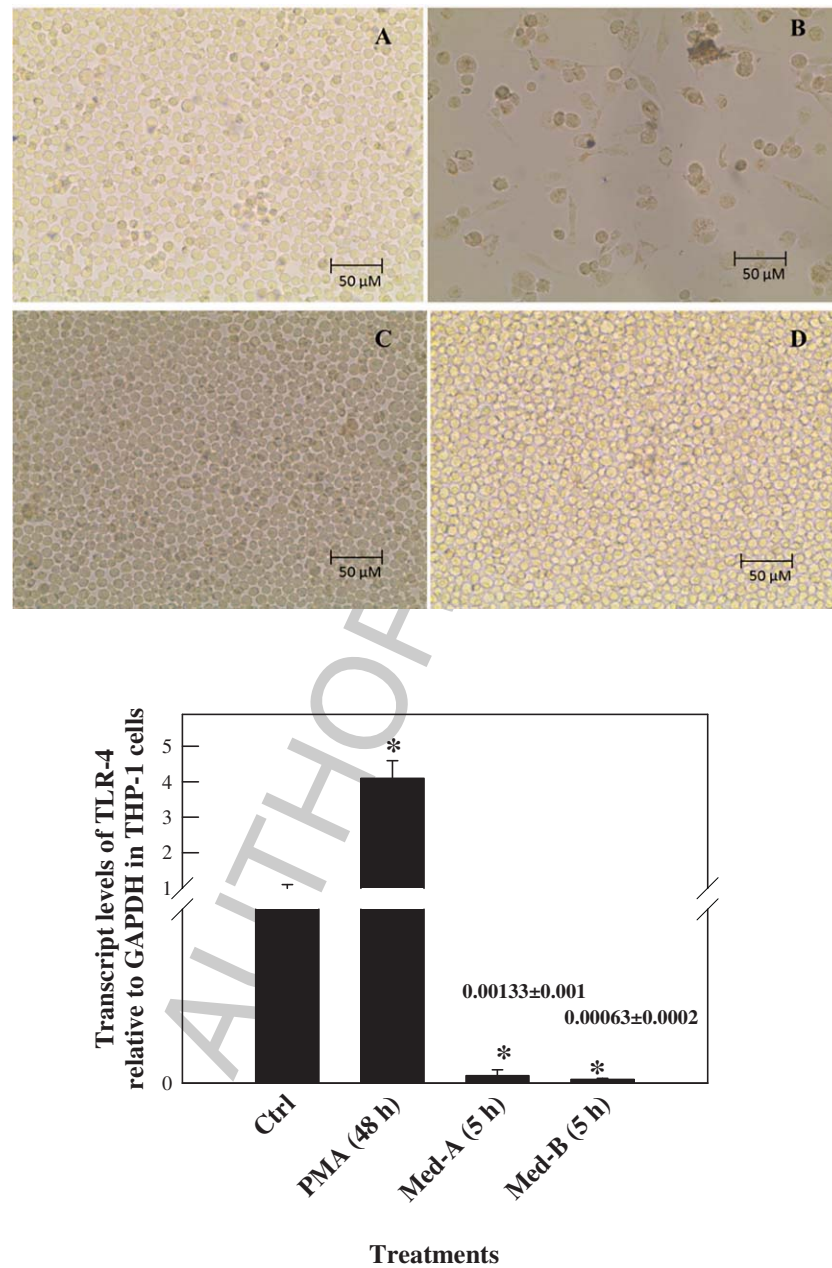 A
B
50 µM
50 µM
C
D
50 µM
50 µM
AUTHOR
Transcript levels of TLR-4
relative to GAPDH in THP-1 cells
5
4
3
2
1
0
*
0.00133±0.001
0.00063±0.0002
*
*
Ctrl
PMA (48 h)
Med-A (5 h)
Med-B (5 h)
Treatments